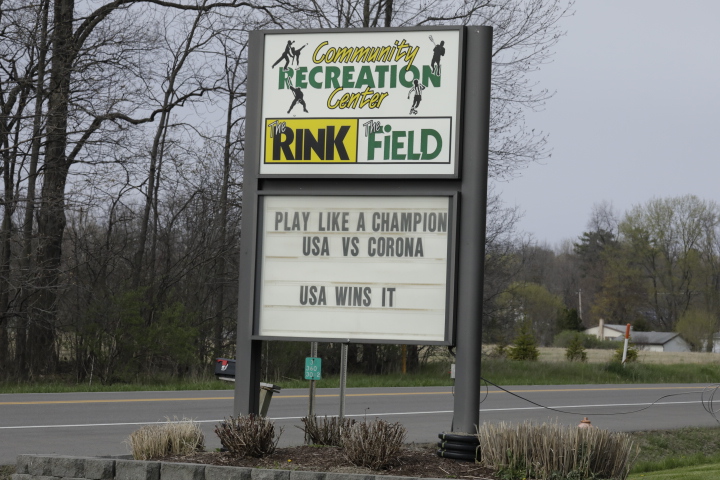 Community
RECREATION
Center
The RINK The FiELD
PLAY LIKE A CHAMPION
USA VS CORONA
USA WINS IT